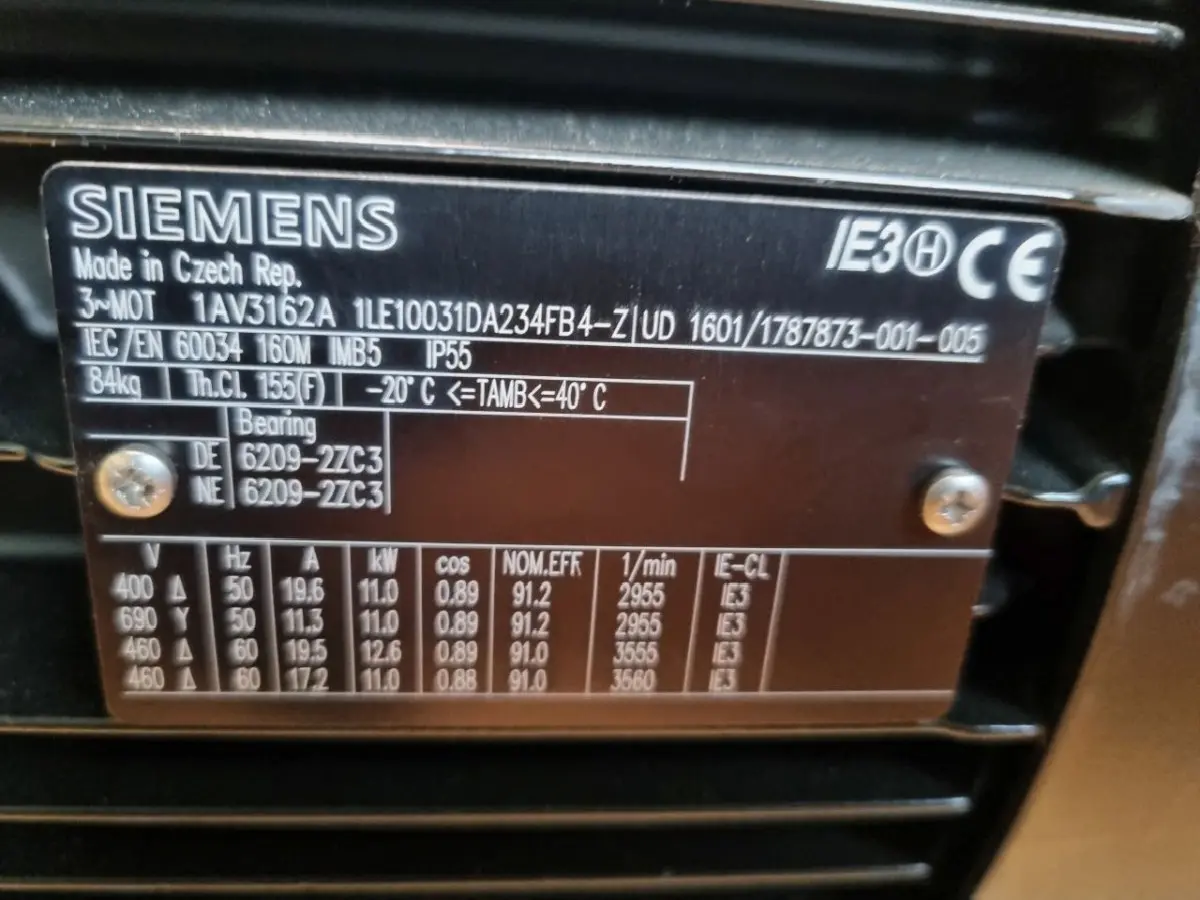 SIEMENS
IE3 H CE
Made in Czech Rep.
3~MOT 1AV3162A 1LE10031DA234FB4-Z UD 1601/1787873-001-005
IEC/EN 60034 160M IMB5 IP55
84kg Th.Cl. 155(F) -20°C <=TAMB<=40°C
Bearing
DE 6209-2ZC3
NE 6209-2ZC3
V Hz A kW cos NOM.EFF 1/min IE-CL
400 Δ 50 19.6 11.0 0.89 91.2 2955 IE3
690 Y 50 11.3 11.0 0.89 91.2 2955 IE3
460 Δ 60 19.5 12.6 0.89 91.0 3555 IE3
460 Δ 60 17.2 11.0 0.88 91.0 3560 IE3